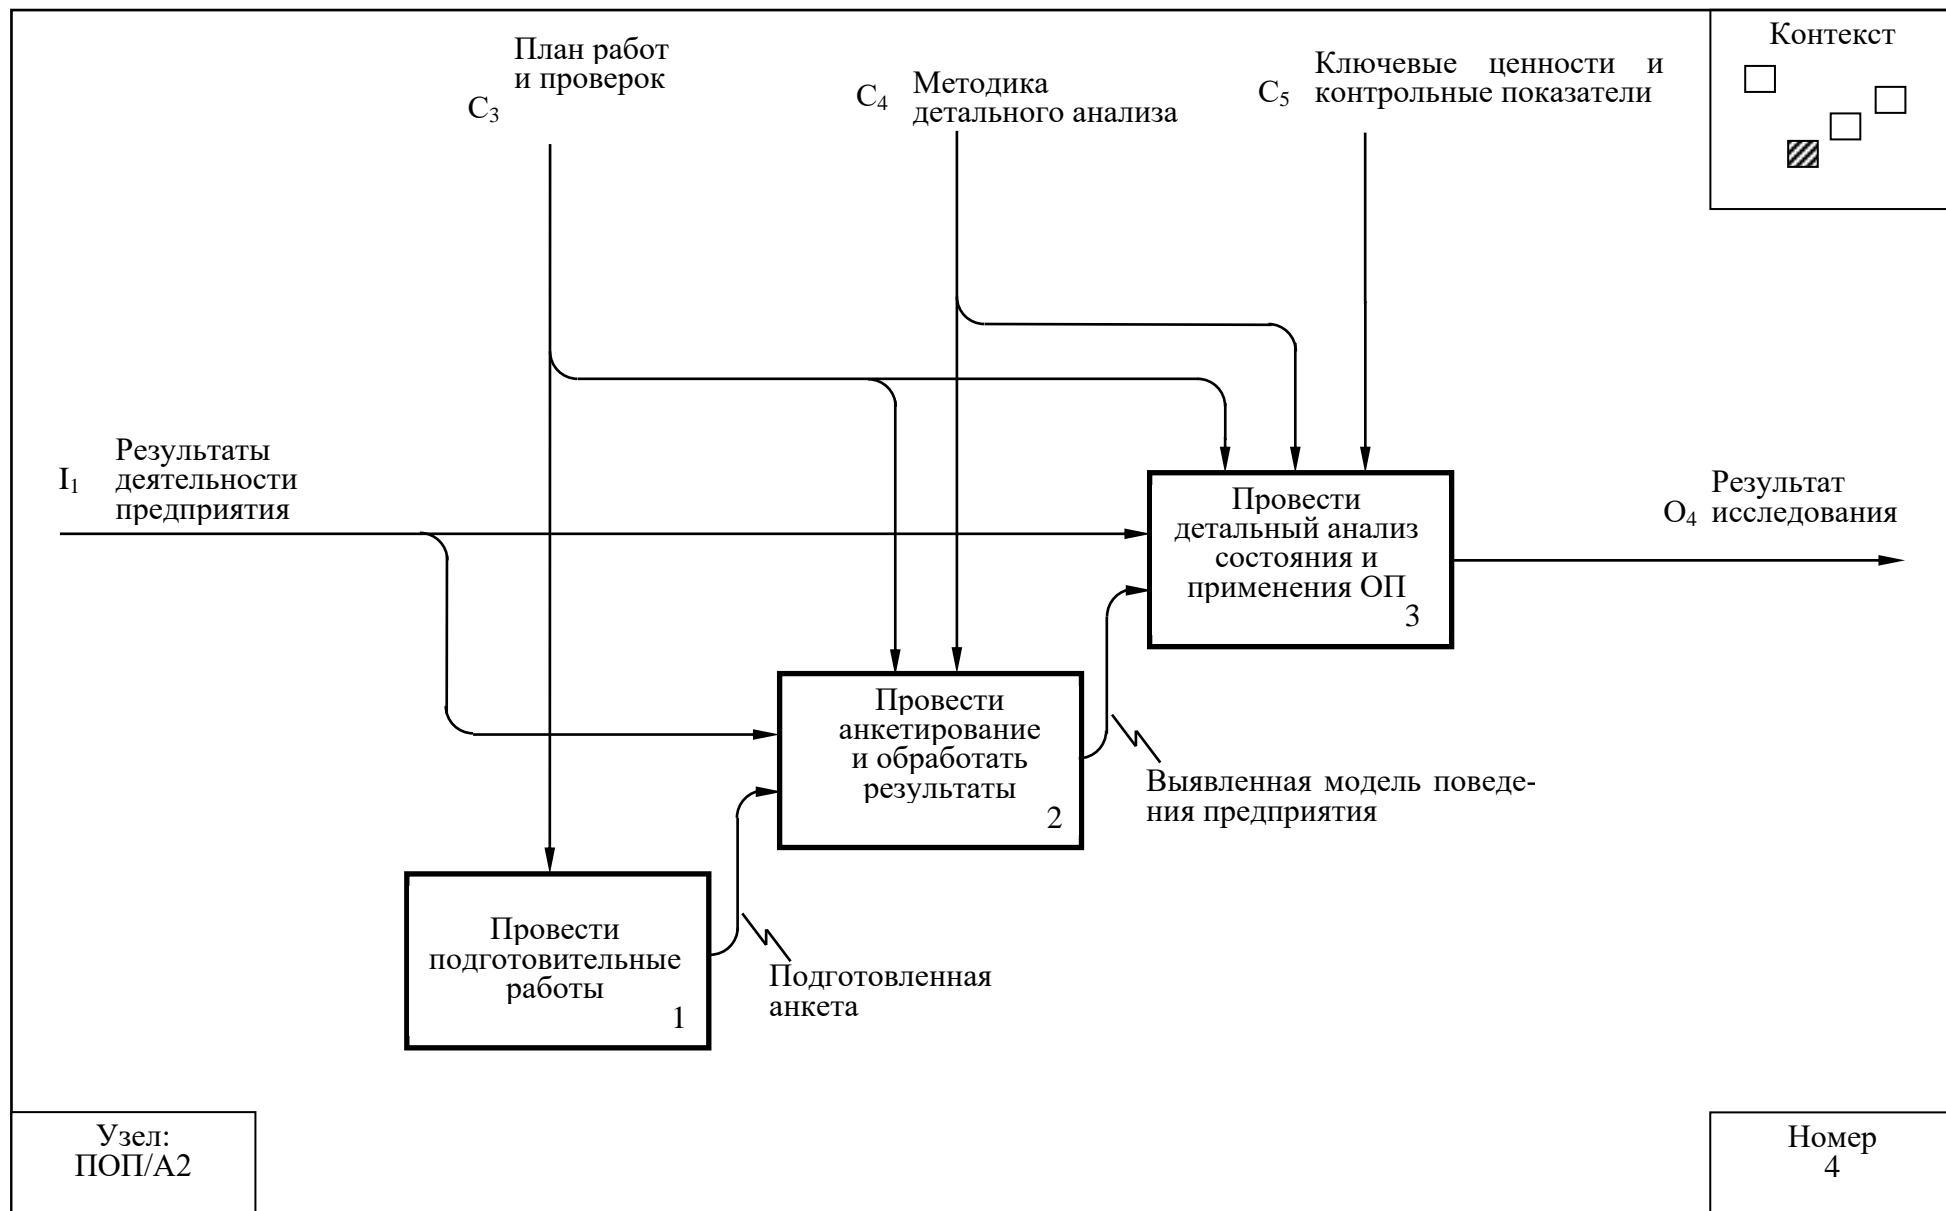 План работ
и проверок
C3
Методика
детального анализа
C4
Ключевые ценности и
контрольные показатели
C5
Контекст
I1
Результаты
деятельности
предприятия
Провести
детальный анализ
состояния и
применения ОП
3
Результат
исследования
O4
Провести
анкетирование
и обработать
результаты
2
Выявленная модель поведе-
ния предприятия
Провести
подготовительные
работы
1
Подготовленная
анкета
Узел:
ПОП/А2
Номер
4